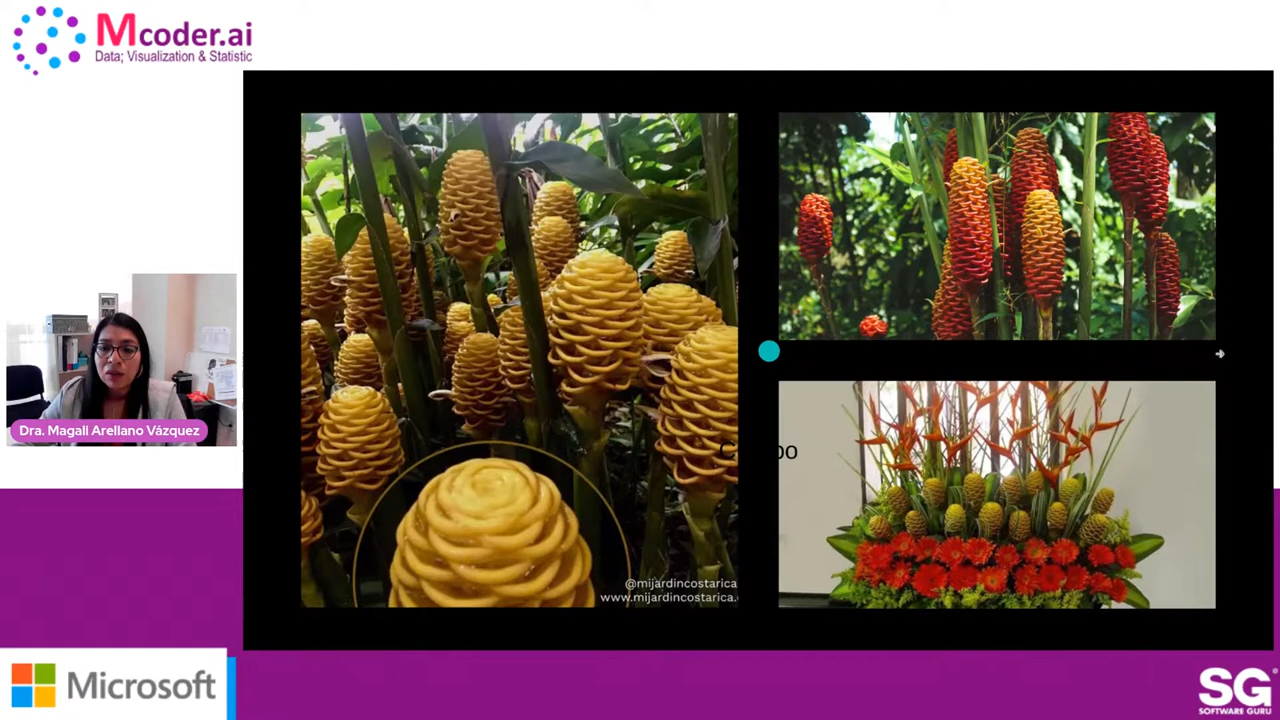 Mcoder.ai
Data; Visualization & Statistic
Dra. Magali Arellano Vázquez
@mijardincostarica
www.mijardincostarica.
Microsoft
SG
SOFTWARE GURU